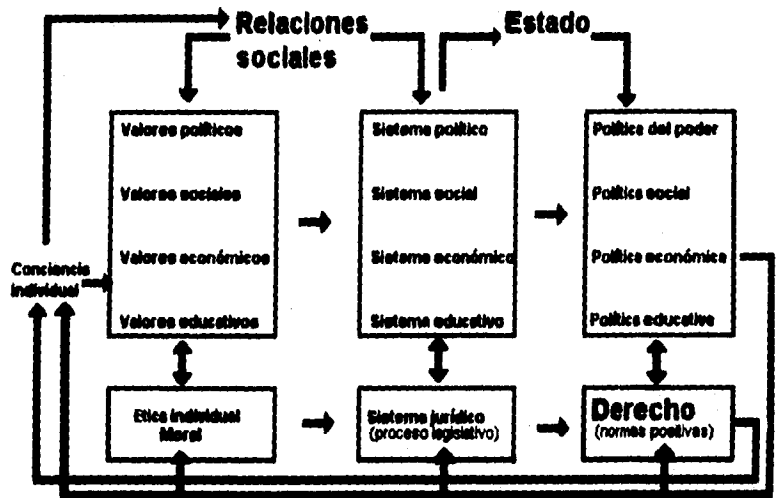 Relaciones
sociales
Estado
Valores políticos
Valores sociales
Valores económicos
Valores educativos
Sistema político
Sistema social
Sistema económico
Sistema educativo
Política del poder
Política social
Política económica
Política educativa
Conciencia
individual
Etica individual
Moral
Sistema jurídico
(proceso legislativo)
Derecho
(normas positivas)